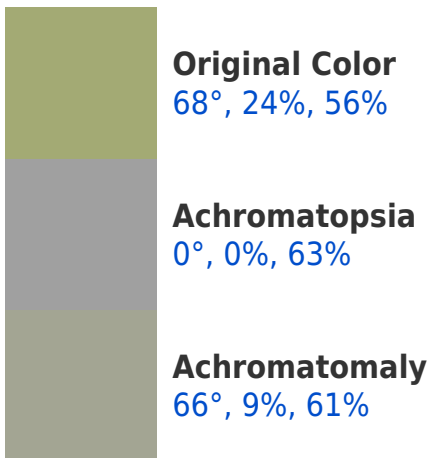 Original Color
68°, 24%, 56%
Achromatopsia
0°, 0%, 63%
Achromatomaly
66°, 9%, 61%